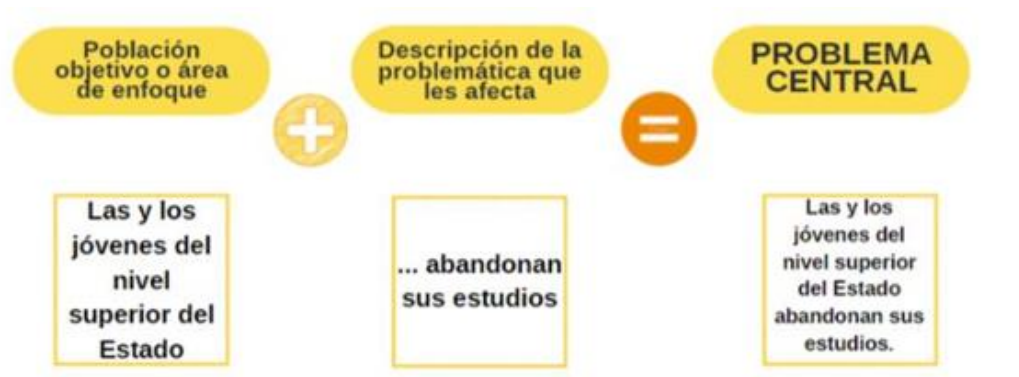 Población
objetivo o área
de enfoque
Descripción de la
problemática que
les afecta
PROBLEMA
CENTRAL
Las y los
jóvenes del
nivel
superior del
Estado
... abandonan
sus estudios
Las y los
jóvenes del
nivel superior
del Estado
abandonan sus
estudios.